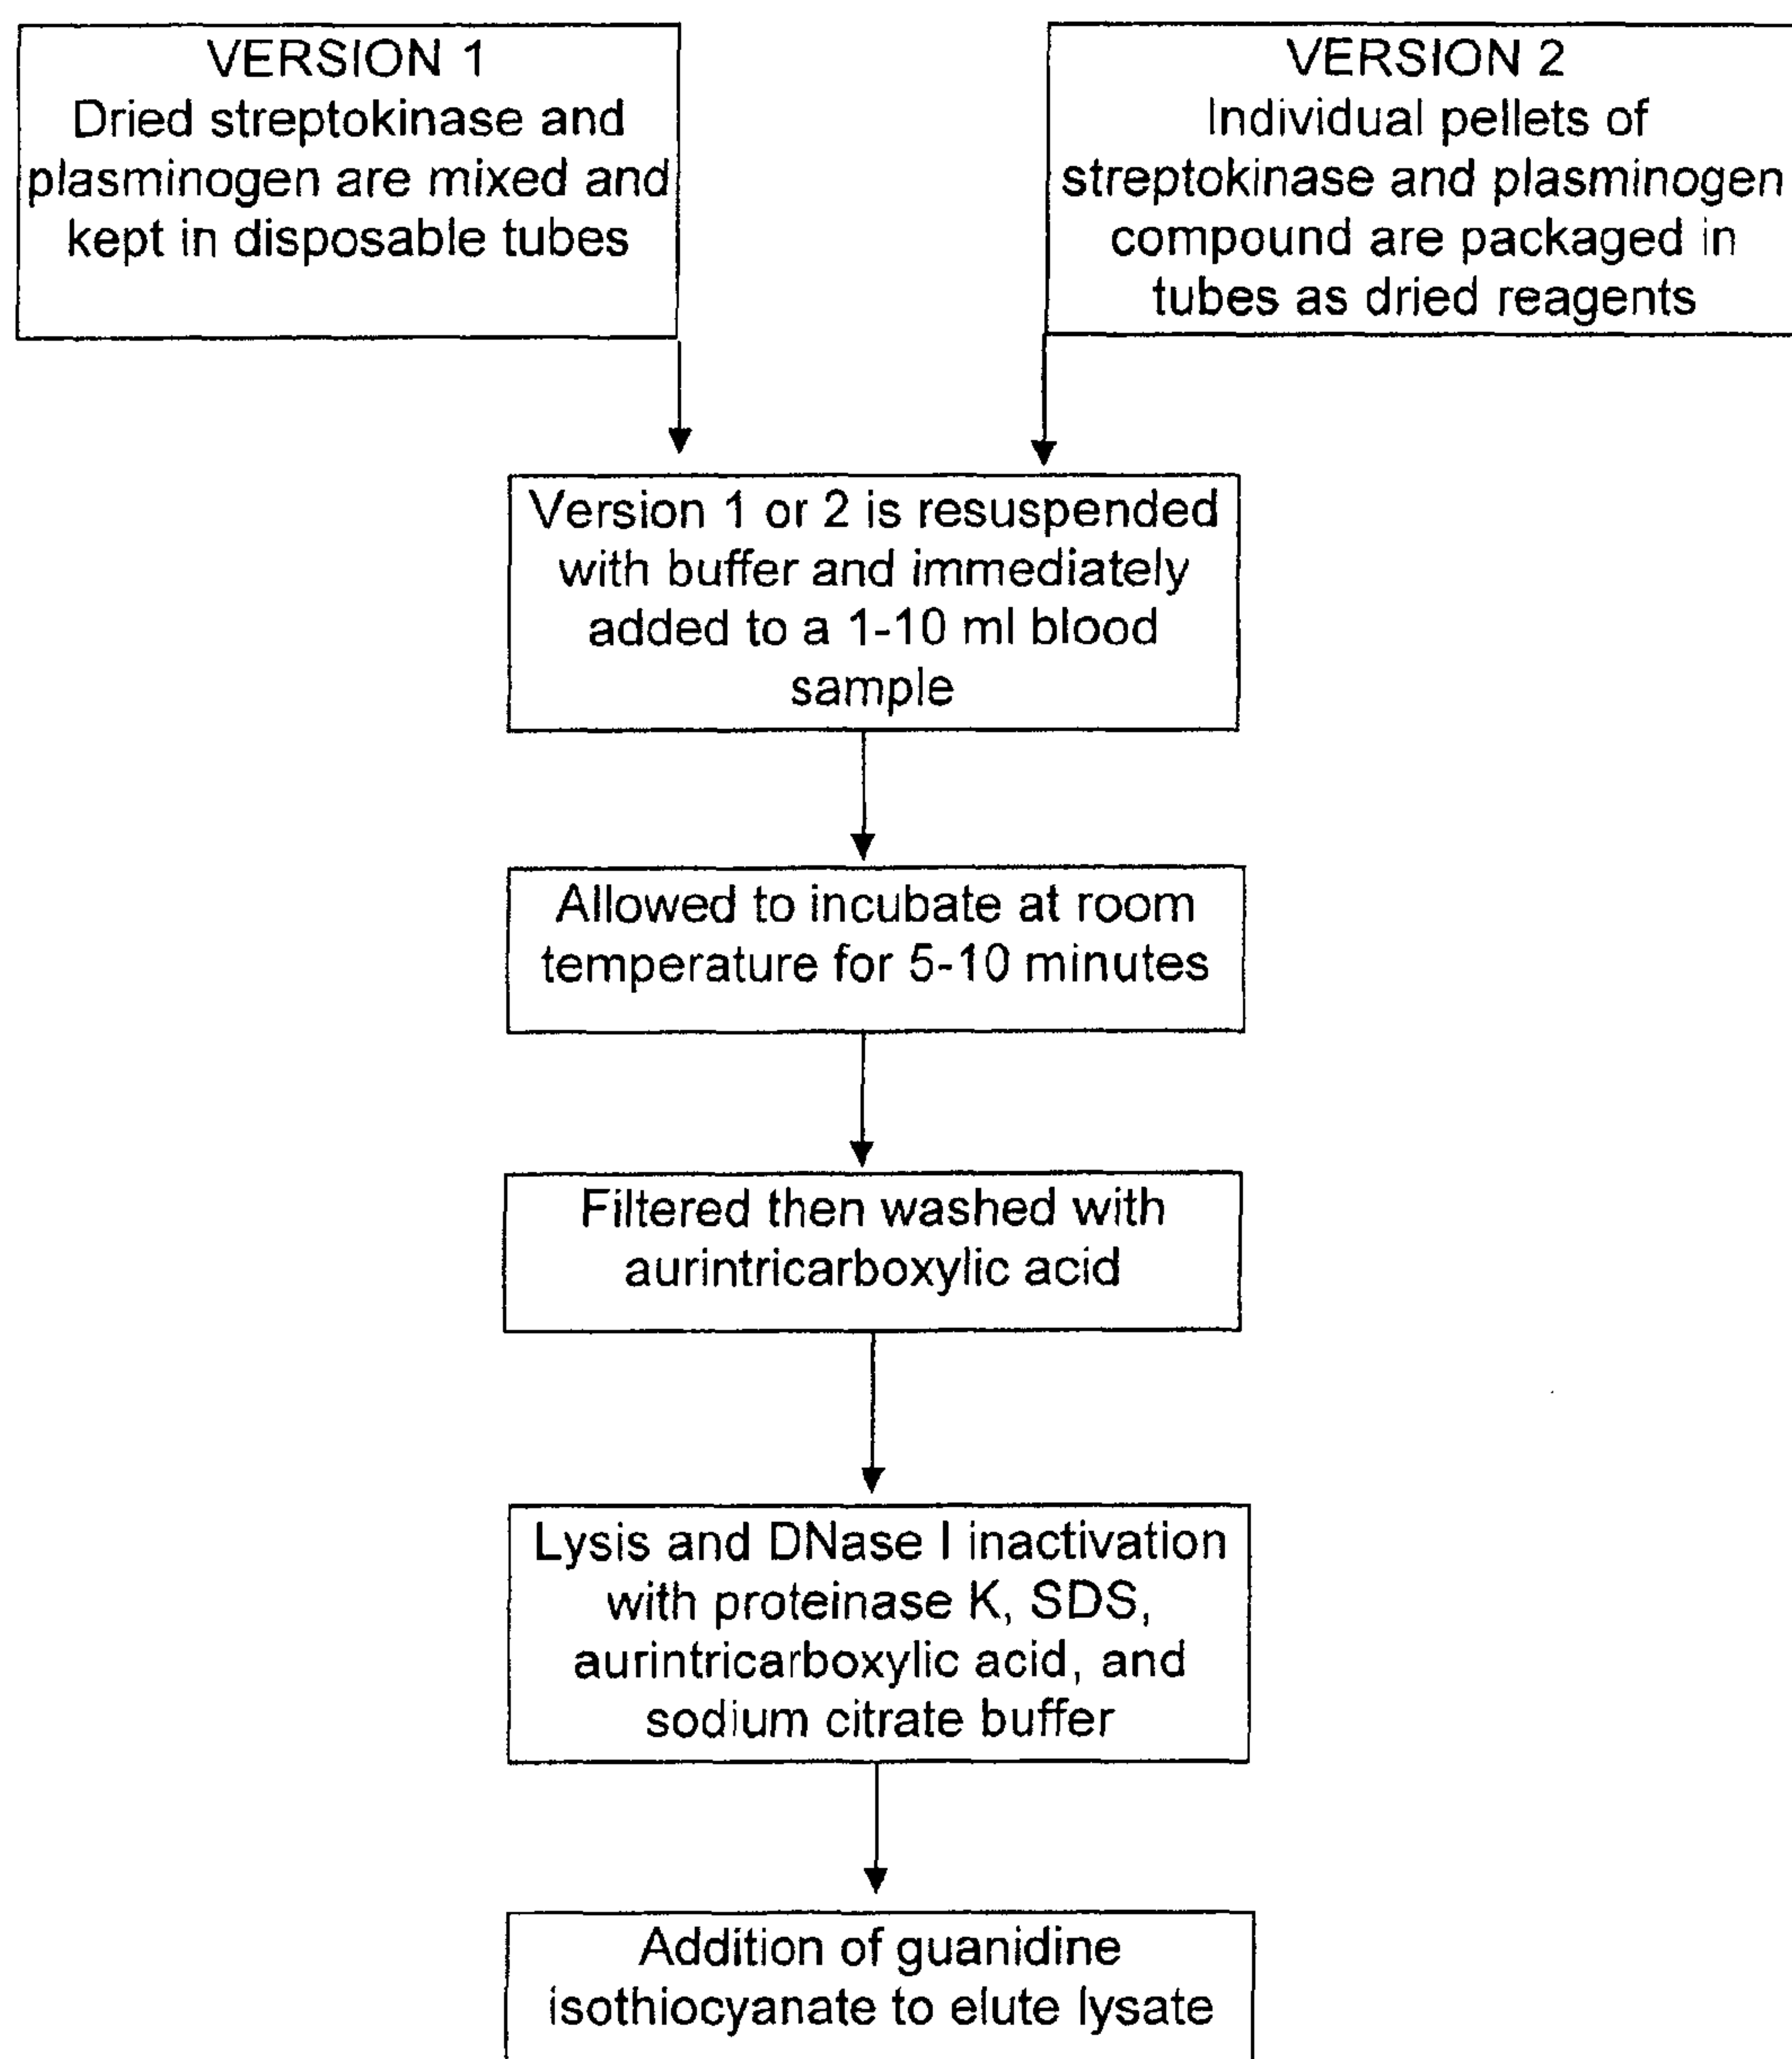 VERSION 1
Dried streptokinase and
plasminogen are mixed and
kept in disposable tubes
VERSION 2
Individual pellets of
streptokinase and plasminogen
compound are packaged in
tubes as dried reagents
Version 1 or 2 is resuspended
with buffer and immediately
added to a 1-10 ml blood
sample
Allowed to incubate at room
temperature for 5-10 minutes
Filtered then washed with
aurintricarboxylic acid
Lysis and DNase I inactivation
with proteinase K, SDS,
aurintricarboxylic acid, and
sodium citrate buffer
Addition of guanidine
isothiocyanate to elute lysate